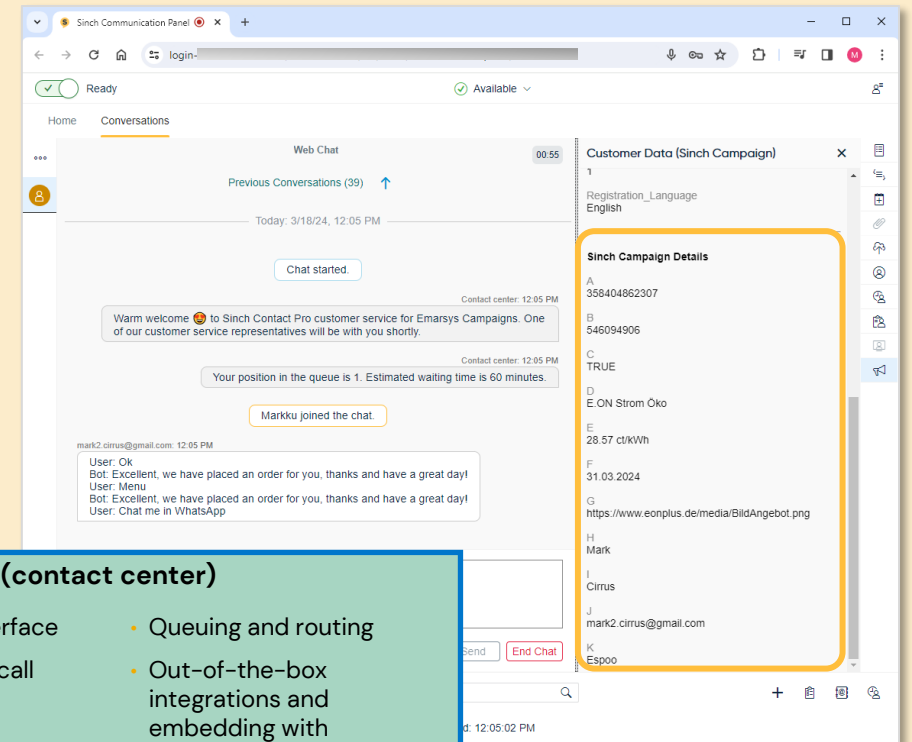 Sinch Communication Panel
login-
M
Ready
Available
Home Conversations
Web Chat
00:55
Previous Conversations (39)
Today: 3/18/24, 12:05 PM
Chat started.
Contact center: 12:05 PM
Warm welcome 🤩 to Sinch Contact Pro customer service for Emarsys Campaigns. One
of our customer service representatives will be with you shortly.
Contact center: 12:05 PM
Your position in the queue is 1. Estimated waiting time is 60 minutes.
Markku joined the chat.
mark2.cirrus@gmail.com: 12:05 PM
User: Ok
Bot: Excellent, we have placed an order for you, thanks and have a great day!
User: Menu
Bot: Excellent, we have placed an order for you, thanks and have a great day!
User: Chat me in WhatsApp
Send
End Chat
d: 12:05:02 PM
Customer Data (Sinch Campaign)
1
Registration_Language
English
Sinch Campaign Details
A
358404862307
B
546094906
C
TRUE
D
E.ON Strom Öko
E
28.57 ct/kWh
F
31.03.2024
G
https://www.eonplus.de/media/BildAngebot.png
H
Mark
I
Cirrus
J
mark2.cirrus@gmail.com
K
Espoo
(contact center)
erface
call
• Queuing and routing
• Out-of-the-box
integrations and
embedding with